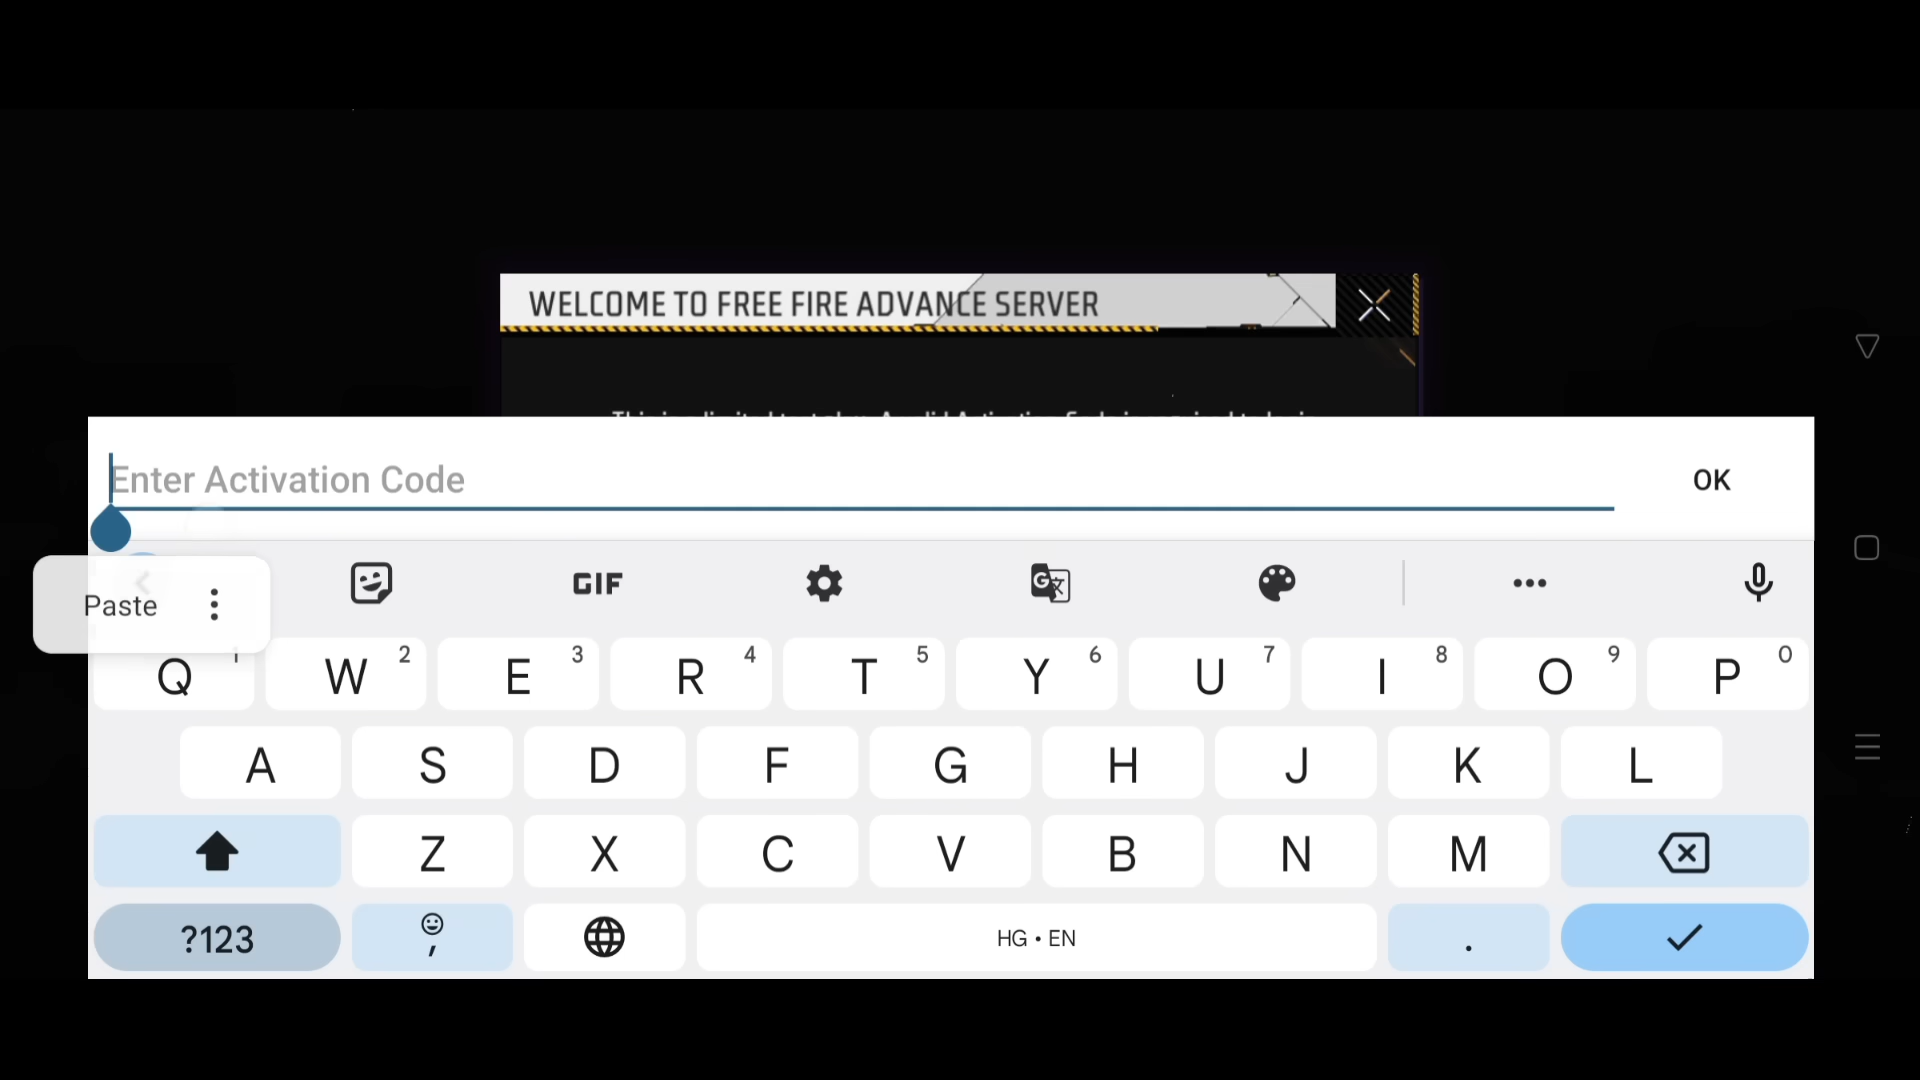 WELCOME TO FREE FIRE ADVANCE SERVER
Enter Activation Code
OK
Paste
GIF
Q W 2 E 3 R 4 T 5 Y 6 U 7 I 8 O 9 P 0
A S D F G H J K L
Z X C V B N M
?123 , HG • EN .